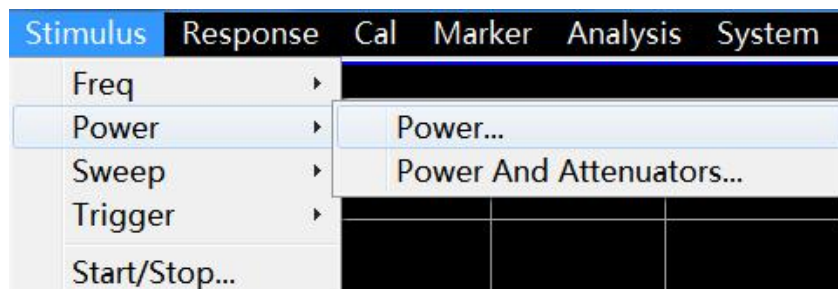 Stimulus Response Cal Marker Analysis System
Freq
Power
Power...
Sweep
Power And Attenuators...
Trigger
Start/Stop...